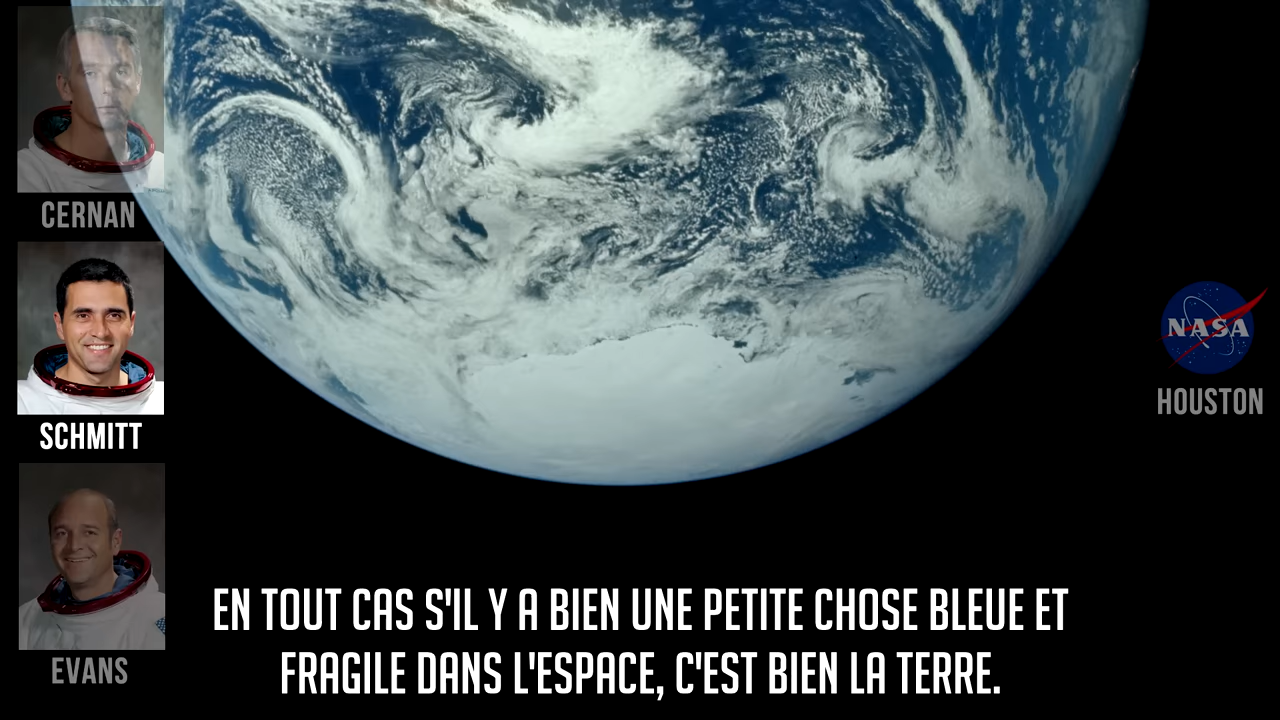 CERNAN
SCHMITT
EVANS
NASA
HOUSTON
EN TOUT CAS S'IL Y A BIEN UNE PETITE CHOSE BLEUE ET
FRAGILE DANS L'ESPACE, C'EST BIEN LA TERRE.